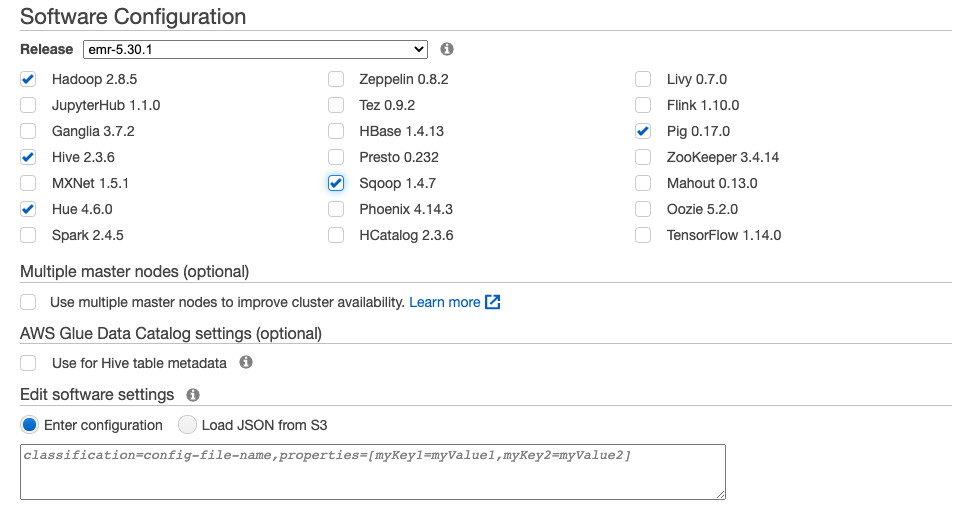 Software Configuration
Release emr-5.30.1
Hadoop 2.8.5 Zeppelin 0.8.2 Livy 0.7.0
JupyterHub 1.1.0 Tez 0.9.2 Flink 1.10.0
Ganglia 3.7.2 HBase 1.4.13 Pig 0.17.0
Hive 2.3.6 Presto 0.232 ZooKeeper 3.4.14
MXNet 1.5.1 Sqoop 1.4.7 Mahout 0.13.0
Hue 4.6.0 Phoenix 4.14.3 Oozie 5.2.0
Spark 2.4.5 HCatalog 2.3.6 TensorFlow 1.14.0
Multiple master nodes (optional)
Use multiple master nodes to improve cluster availability. Learn more
AWS Glue Data Catalog settings (optional)
Use for Hive table metadata
Edit software settings
Enter configuration Load JSON from S3
classification=config-file-name,properties=[myKey1=myValue1,myKey2=myValue2]